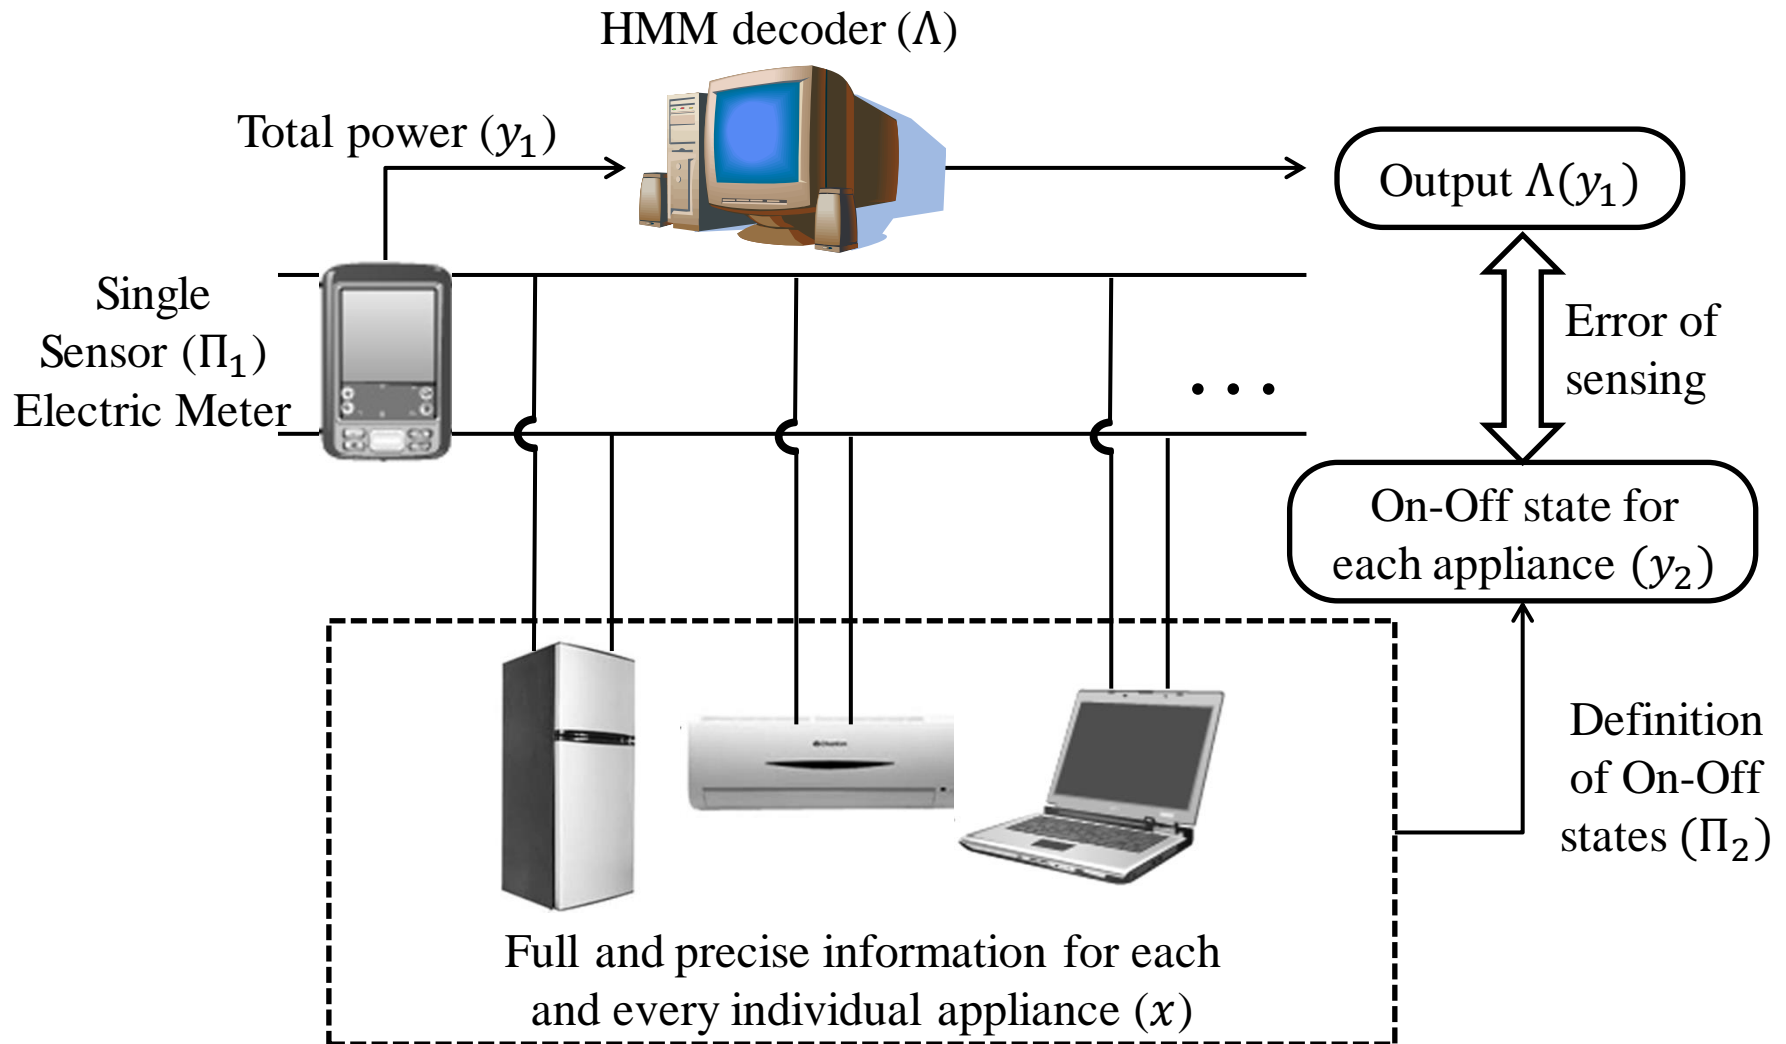 HMM decoder (Λ)
Total power (y₁)
Output Λ(y₁)
Single
Sensor (Π₁)
Electric Meter
Error of
sensing
. . .
On-Off state for
each appliance (y₂)
Definition
of On-Off
states (Π₂)
Full and precise information for each
and every individual appliance (x)